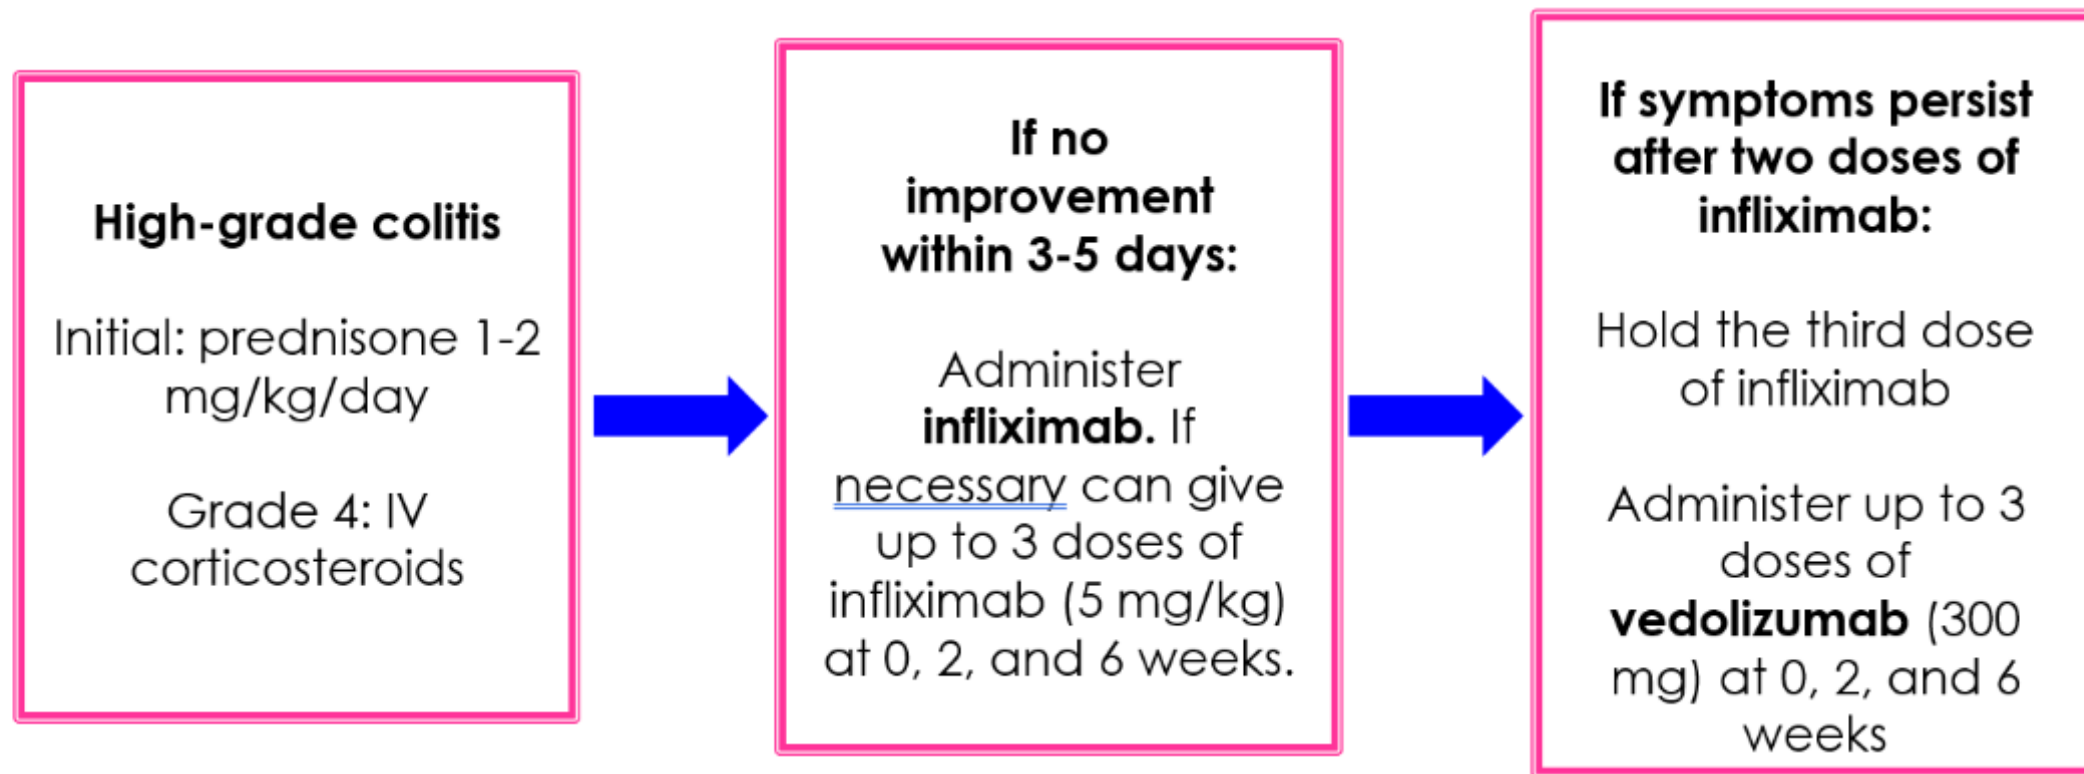 High-grade colitis
Initial: prednisone 1-2
mg/kg/day
Grade 4: IV
corticosteroids
If no
improvement
within 3-5 days:
Administer
infliximab. If
necessary can give
up to 3 doses of
infliximab (5 mg/kg)
at 0, 2, and 6 weeks.
If symptoms persist
after two doses of
infliximab:
Hold the third dose
of infliximab
Administer up to 3
doses of
vedolizumab (300
mg) at 0, 2, and 6
weeks